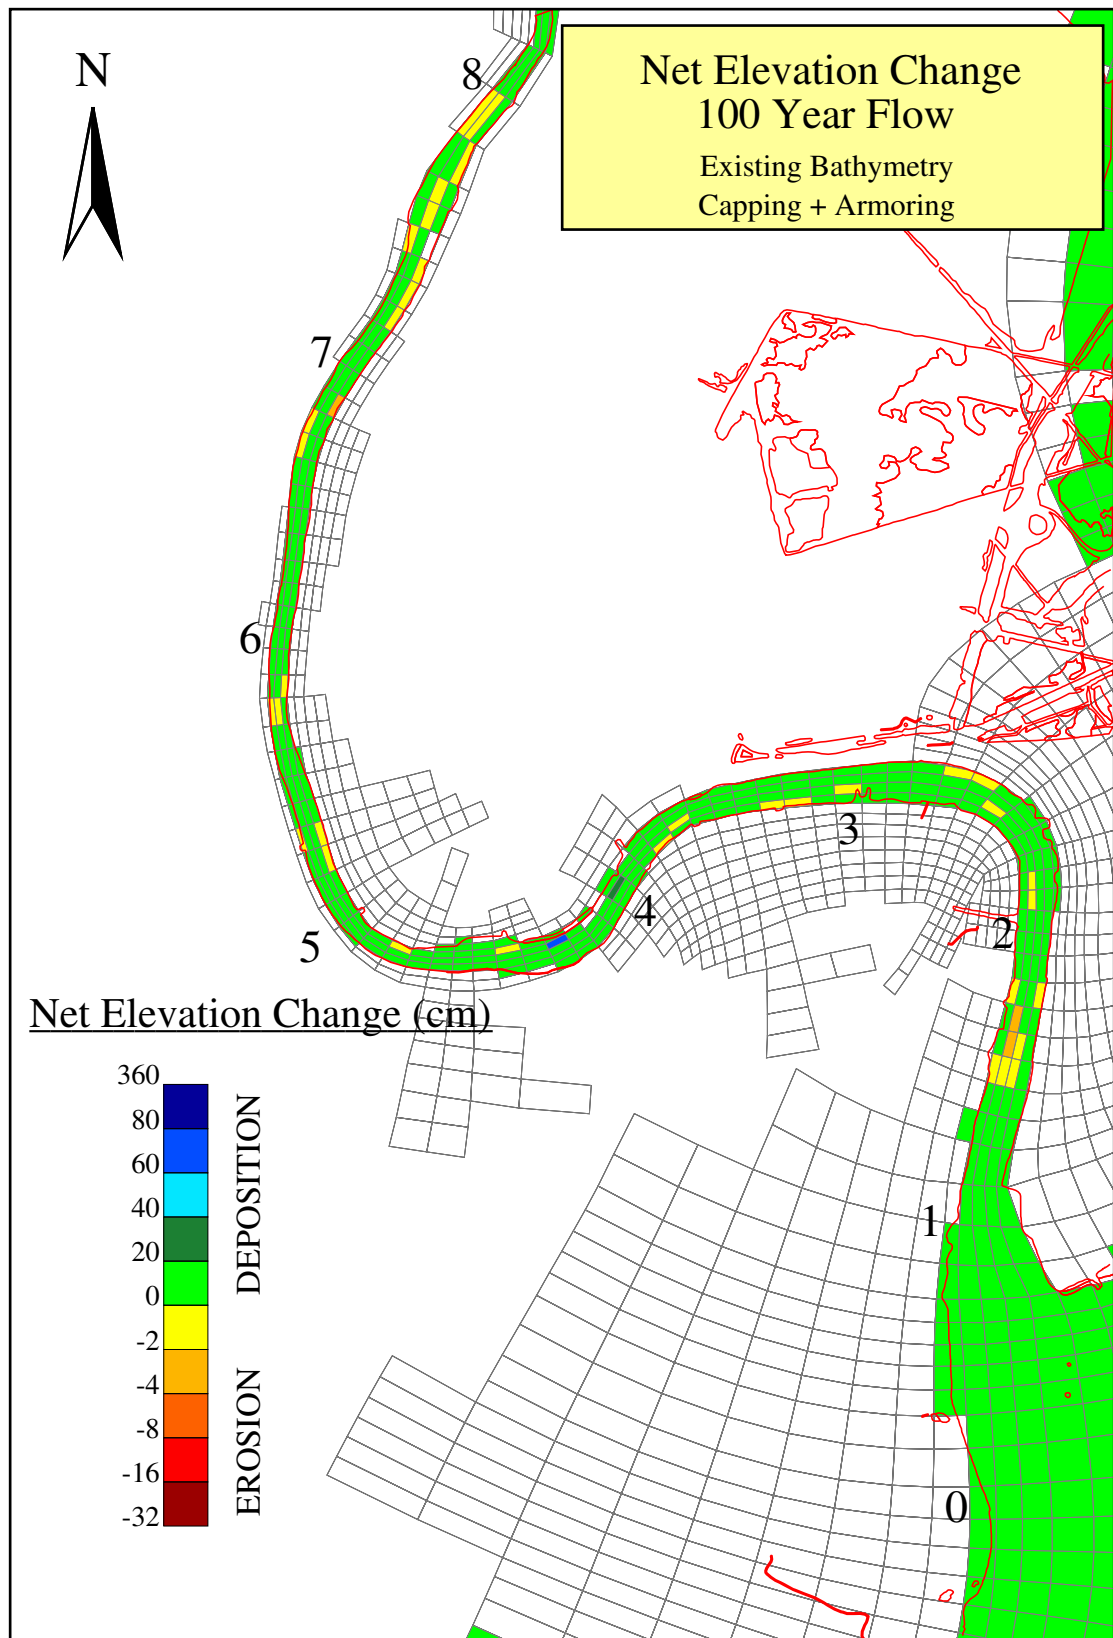 Net Elevation Change
100 Year Flow
Existing Bathymetry
Capping + Armoring
N
8
7
6
5
4
3
2
1
0
Net Elevation Change (cm)
360
80
60
40
20
0
-2
-4
-8
-16
-32
DEPOSITION
EROSION